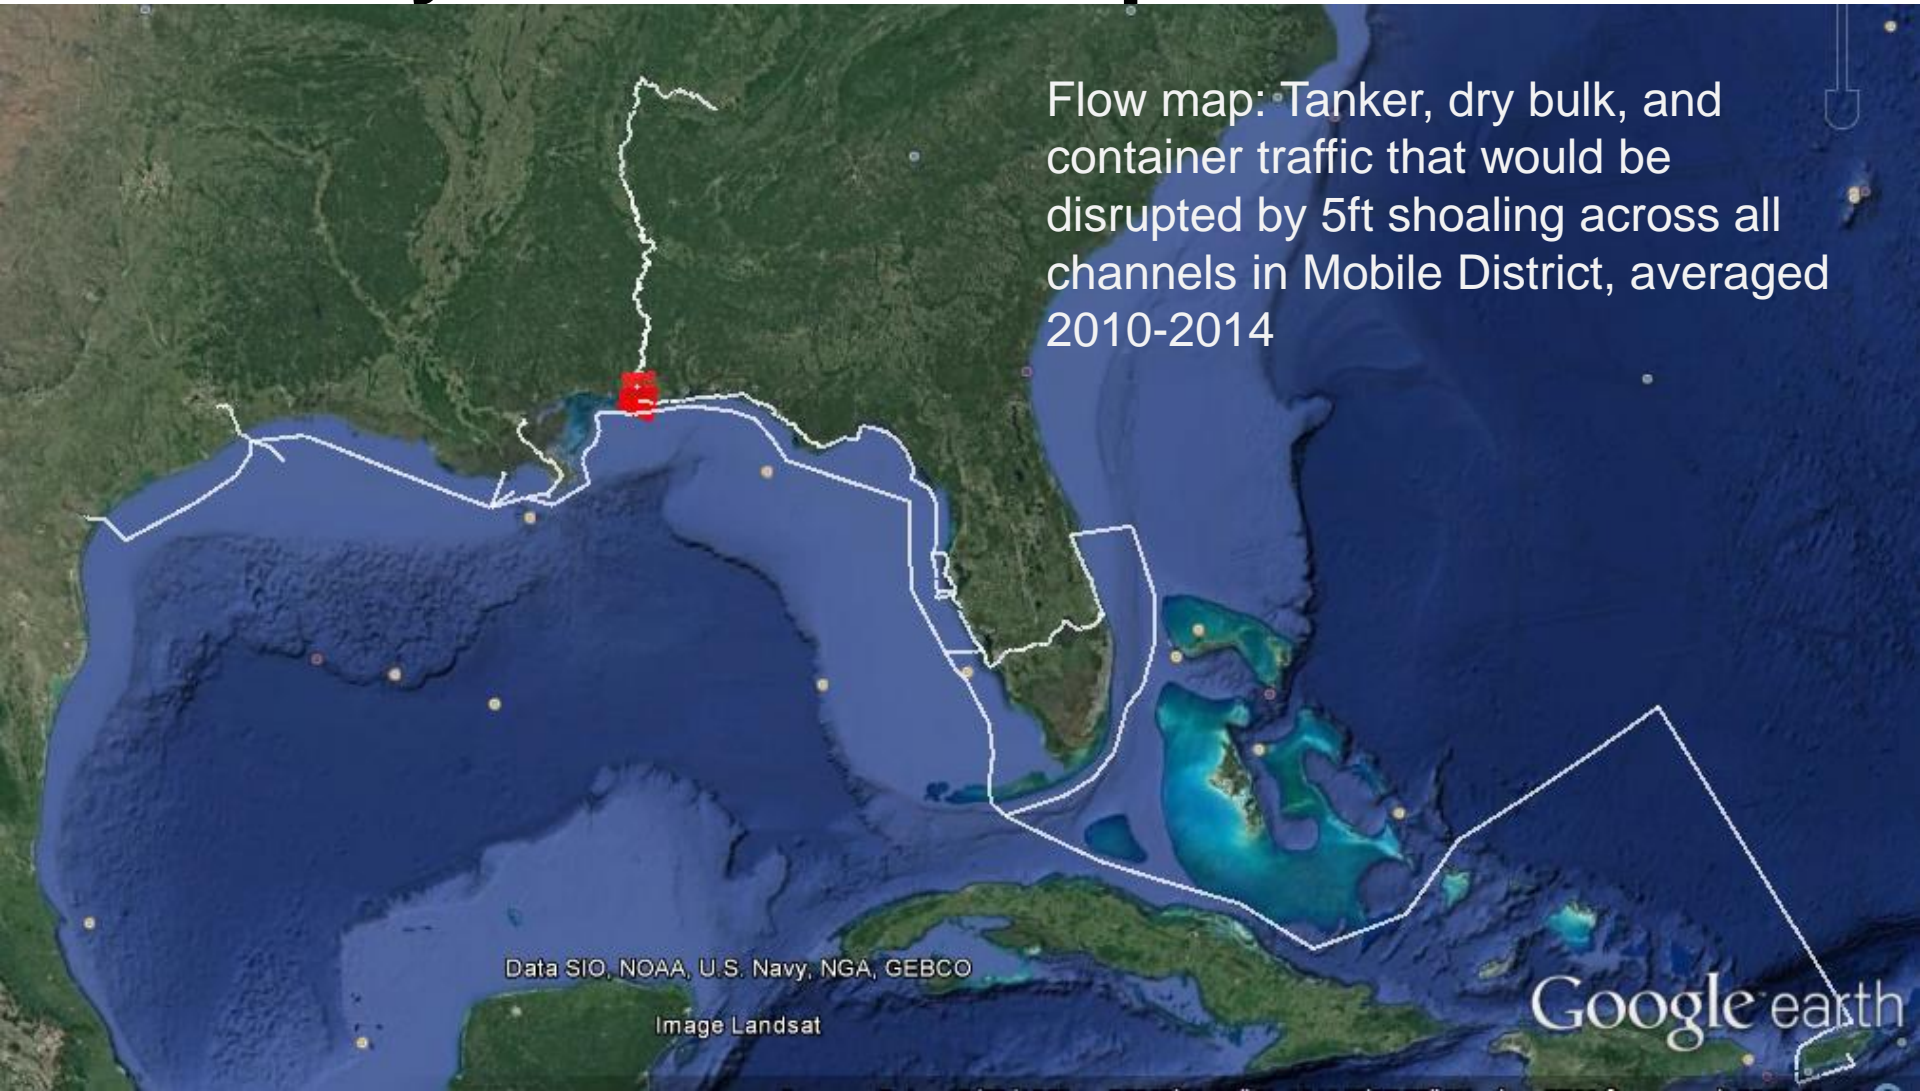 Flow map: Tanker, dry bulk, and
container traffic that would be
disrupted by 5ft shoaling across all
channels in Mobile District, averaged
2010-2014
Data SIO, NOAA, U.S. Navy, NGA, GEBCO
Image Landsat
Google earth